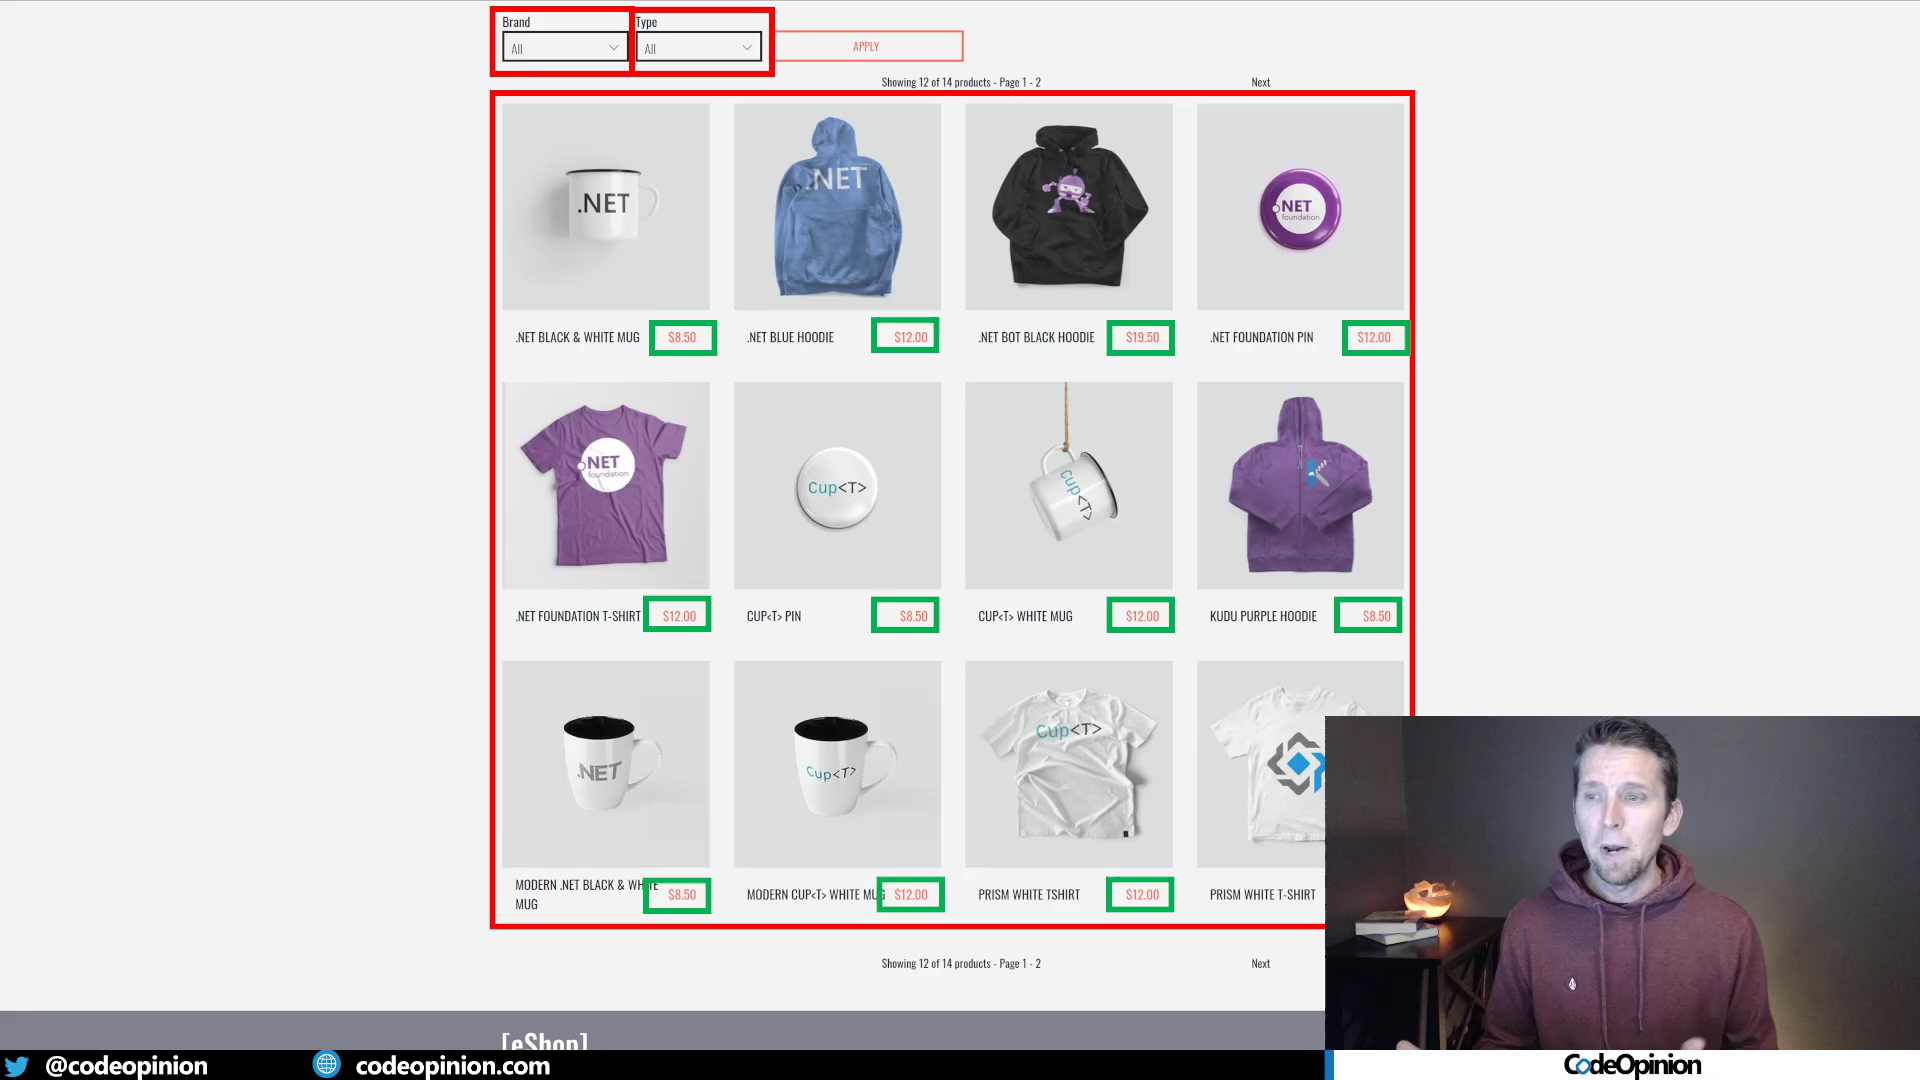 Brand
Type
All
All
APPLY
Showing 12 of 14 products - Page 1 - 2
Next
.NET
.NET
.NET
foundation
.NET BLACK & WHITE MUG
$8.50
.NET BLUE HOODIE
$12.00
.NET BOT BLACK HOODIE
$19.50
.NET FOUNDATION PIN
$12.00
.NET
foundation
Cup<T>
Cup<T>
.NET FOUNDATION T-SHIRT
$12.00
CUP<T> PIN
$8.50
CUP<T> WHITE MUG
$12.00
KUDU PURPLE HOODIE
$8.50
.NET
Cup<T>
Cup<T>
MODERN .NET BLACK & WHITE
MUG
$8.50
MODERN CUP<T> WHITE MUG
$12.00
PRISM WHITE TSHIRT
$12.00
PRISM WHITE T-SHIRT
Showing 12 of 14 products - Page 1 - 2
Next
[eShop]
@codeopinion
codeopinion.com
CodeOpinion